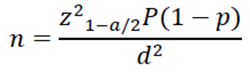 n = z²₁₋ₐ/₂P(1 − p) / d²